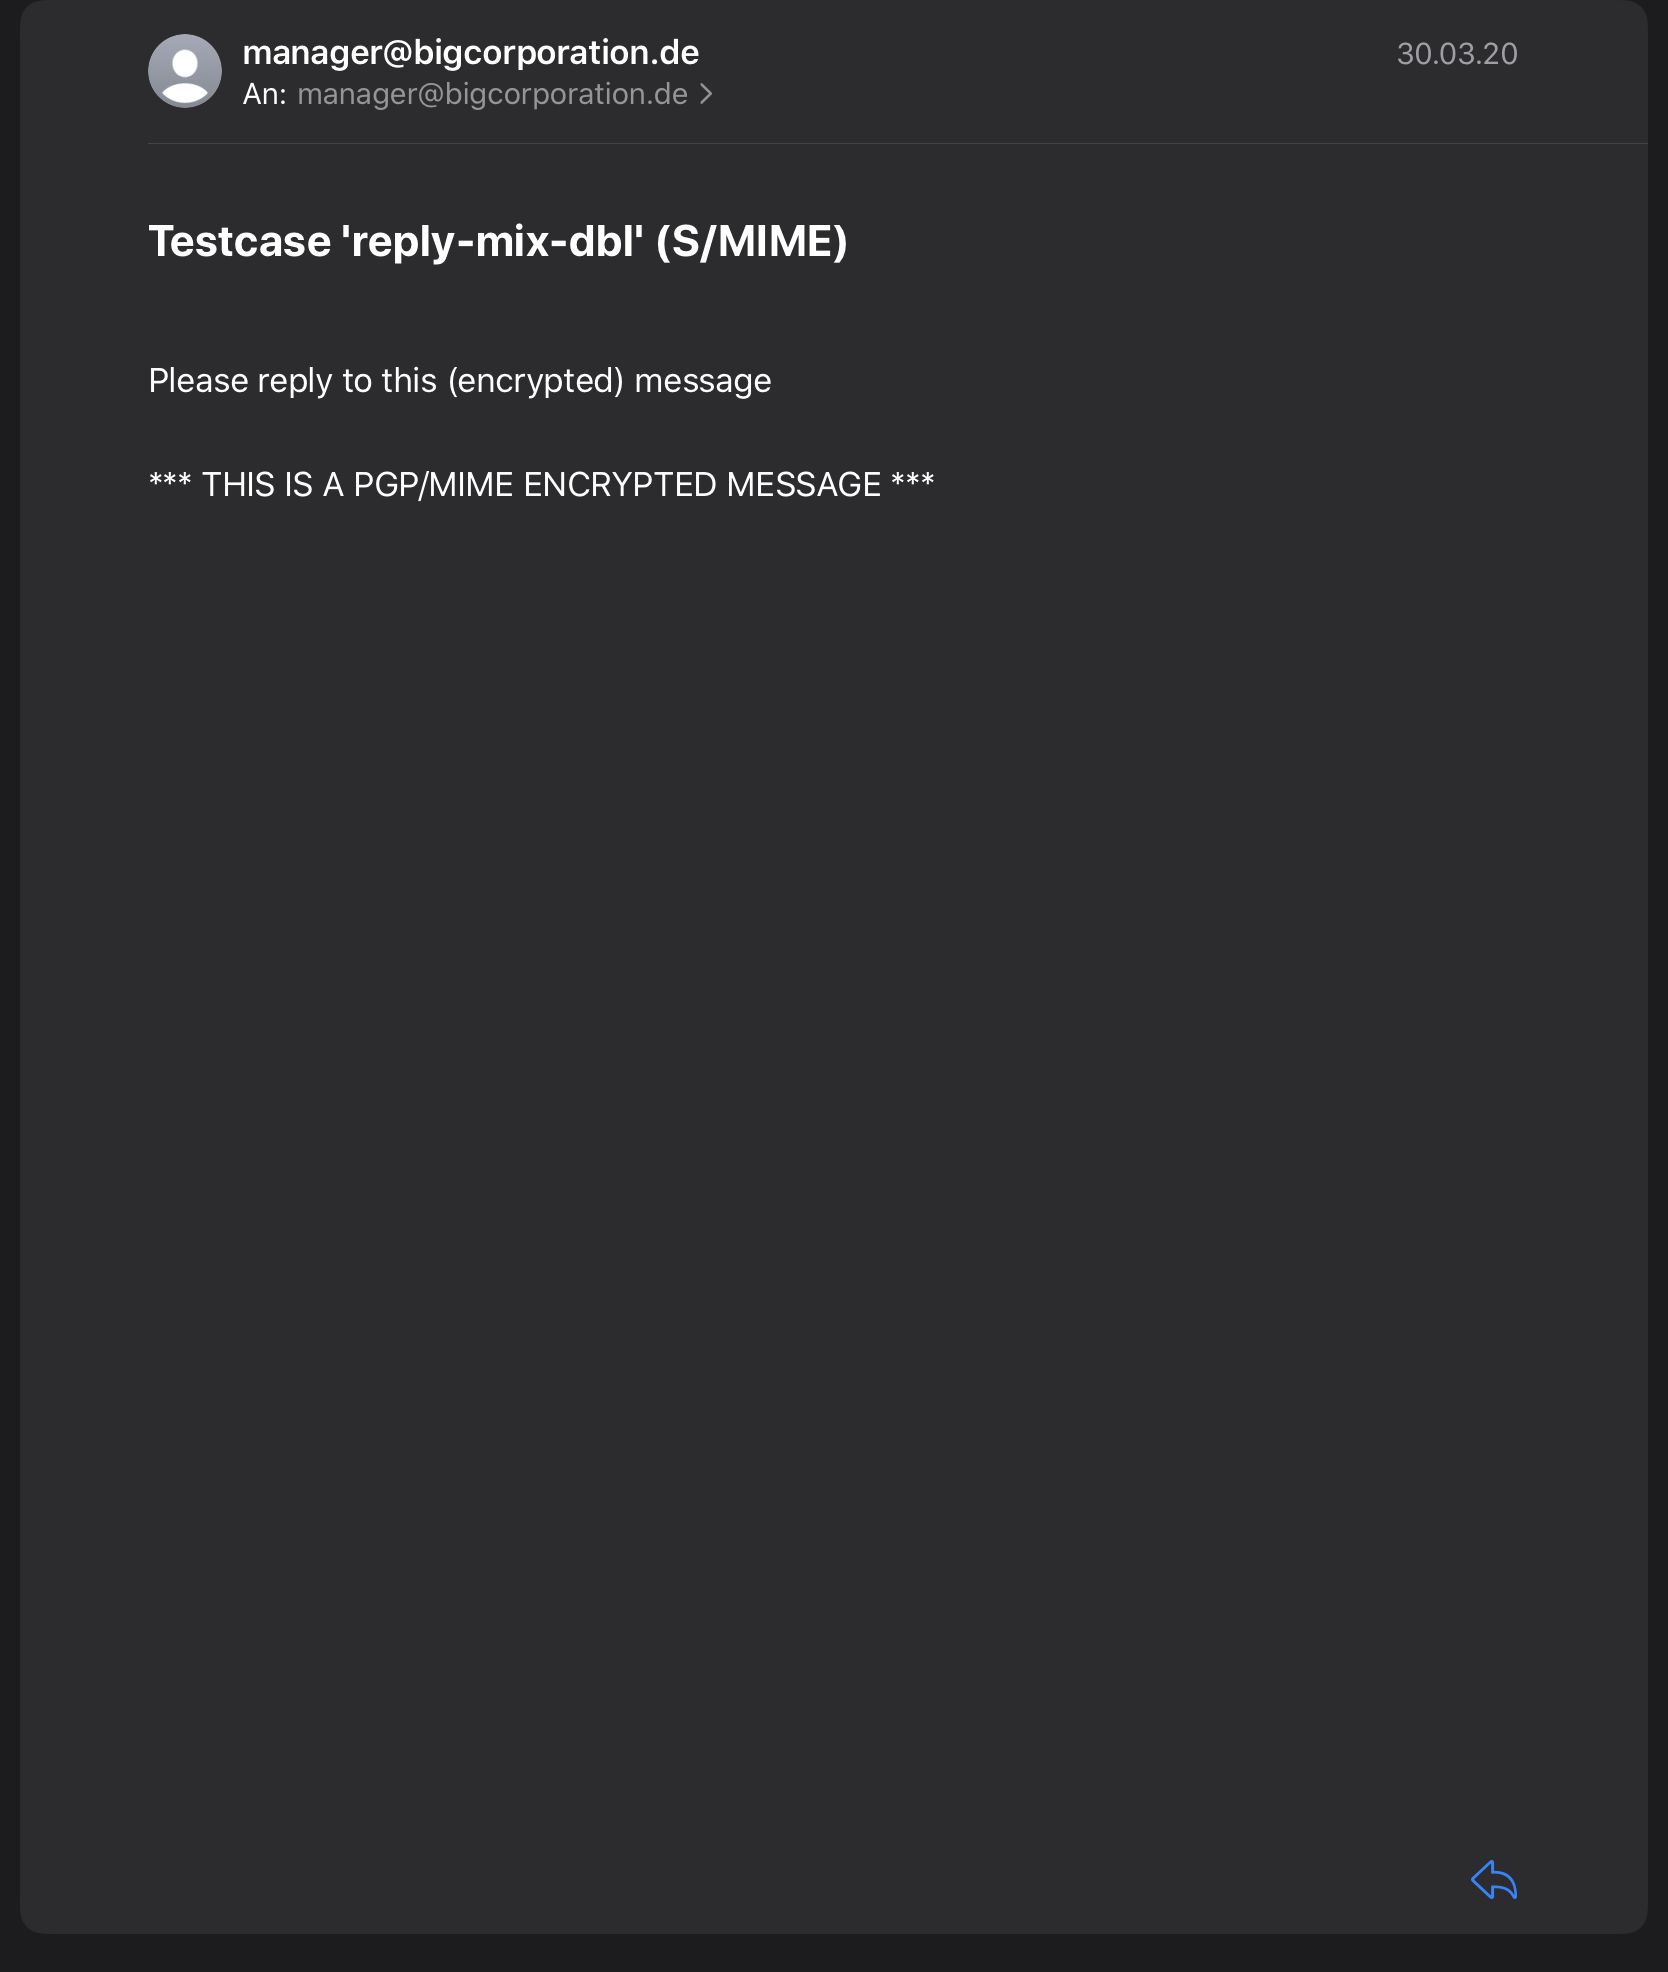 manager@bigcorporation.de
30.03.20
An: manager@bigcorporation.de
Testcase 'reply-mix-dbl' (S/MIME)
Please reply to this (encrypted) message
*** THIS IS A PGP/MIME ENCRYPTED MESSAGE ***